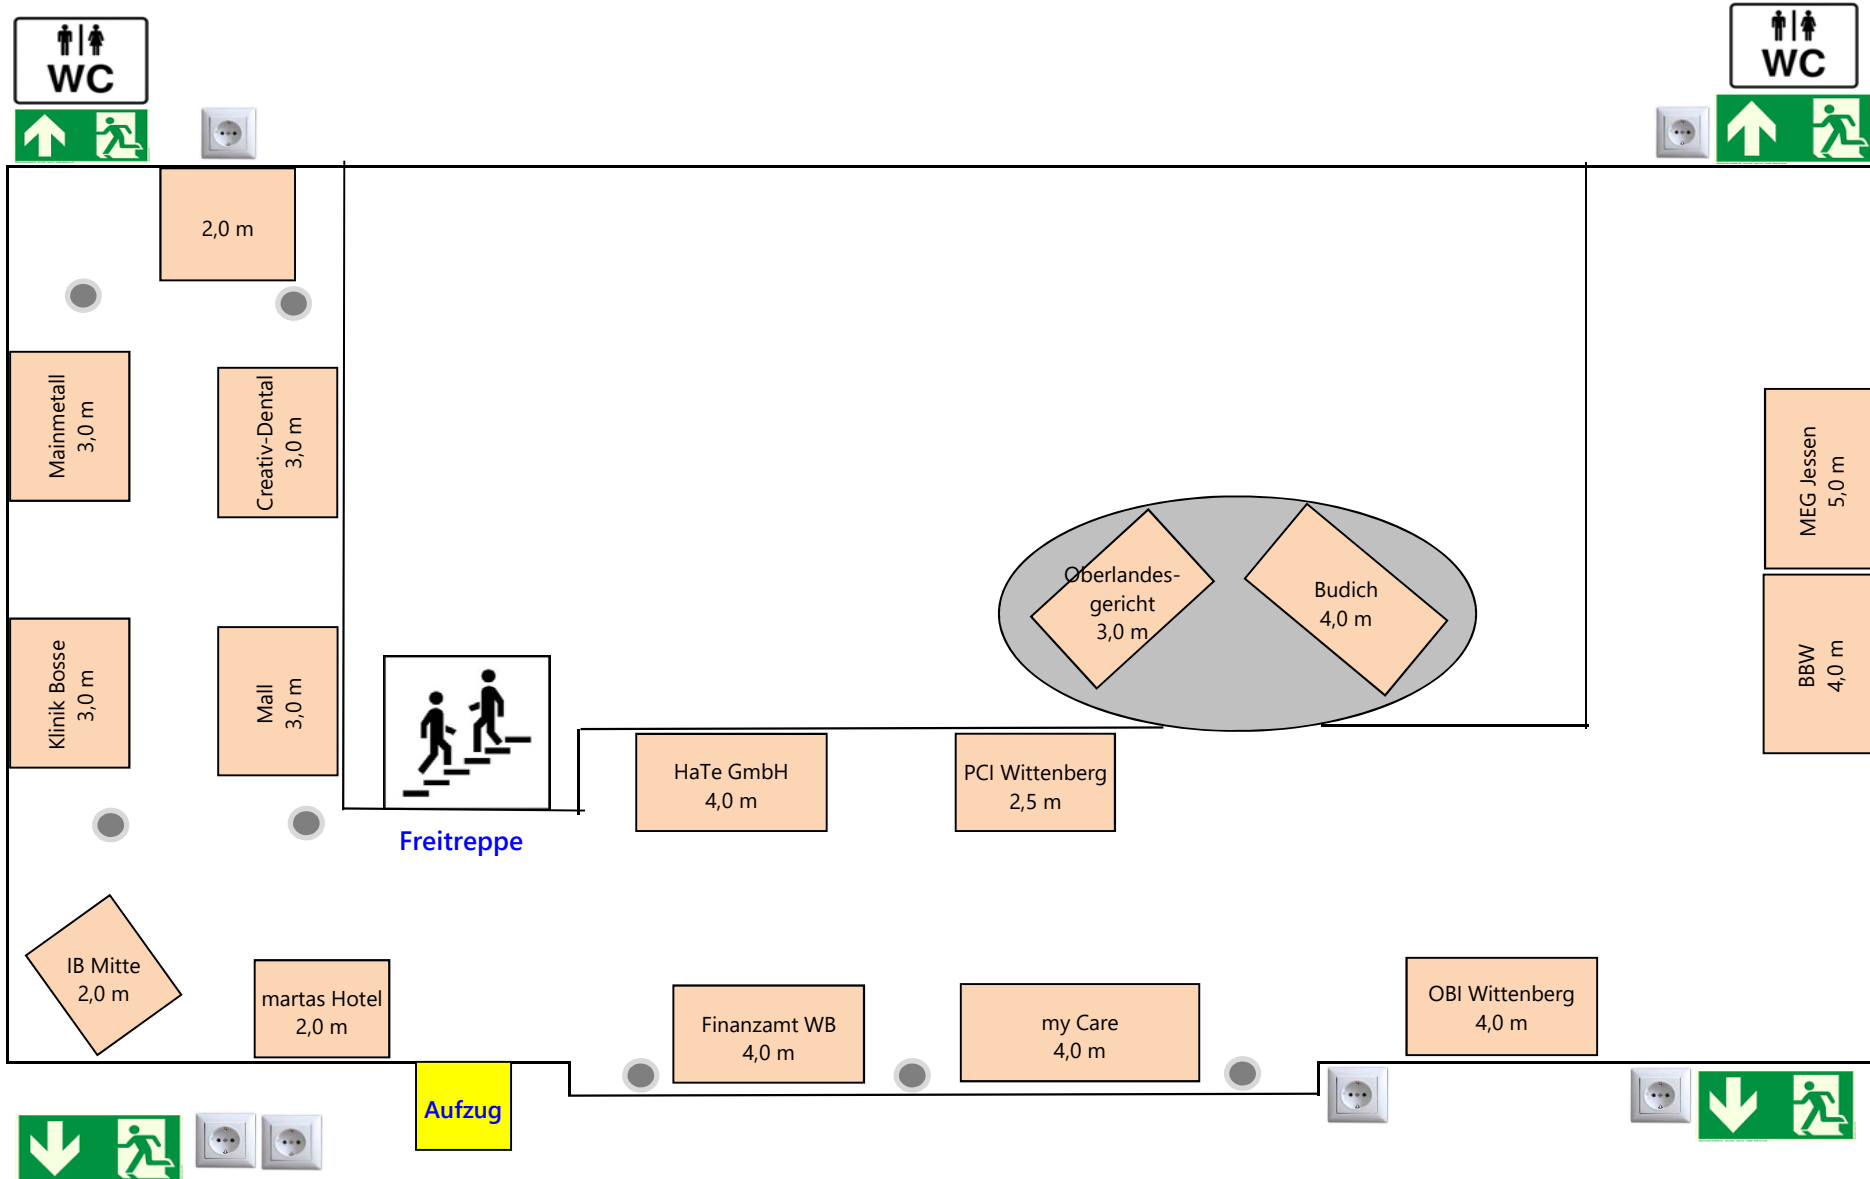 WC
WC
2,0 m
Mainmetall
3,0 m
Creativ-Dental
3,0 m
MEG Jessen
5,0 m
Oberlandes-
gericht
3,0 m
Budich
4,0 m
Klinik Bosse
3,0 m
Mall
3,0 m
BBW
4,0 m
HaTe GmbH
4,0 m
PCI Wittenberg
2,5 m
Freitreppe
IB Mitte
2,0 m
martas Hotel
2,0 m
Finanzamt WB
4,0 m
my Care
4,0 m
OBI Wittenberg
4,0 m
Aufzug